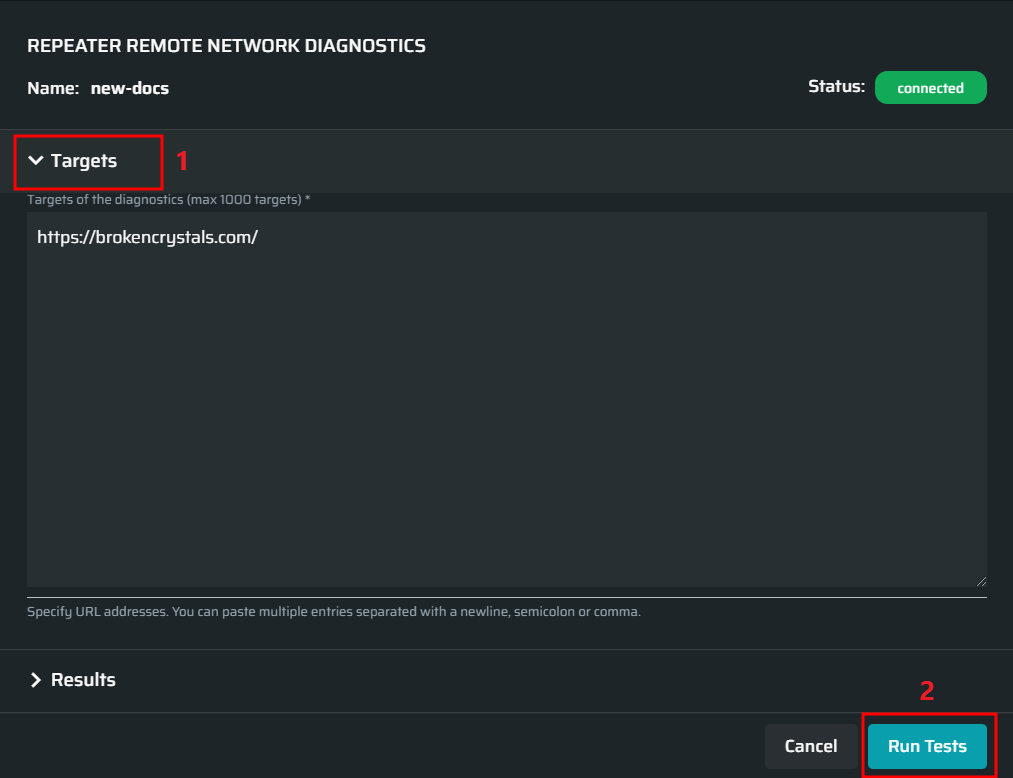 REPEATER REMOTE NETWORK DIAGNOSTICS
Name: new-docs
Status: connected
Targets 1
Targets of the diagnostics (max 1000 targets) *
https://brokencrystals.com/
Specify URL addresses. You can paste multiple entries separated with a newline, semicolon or comma.
Results
2
Cancel Run Tests